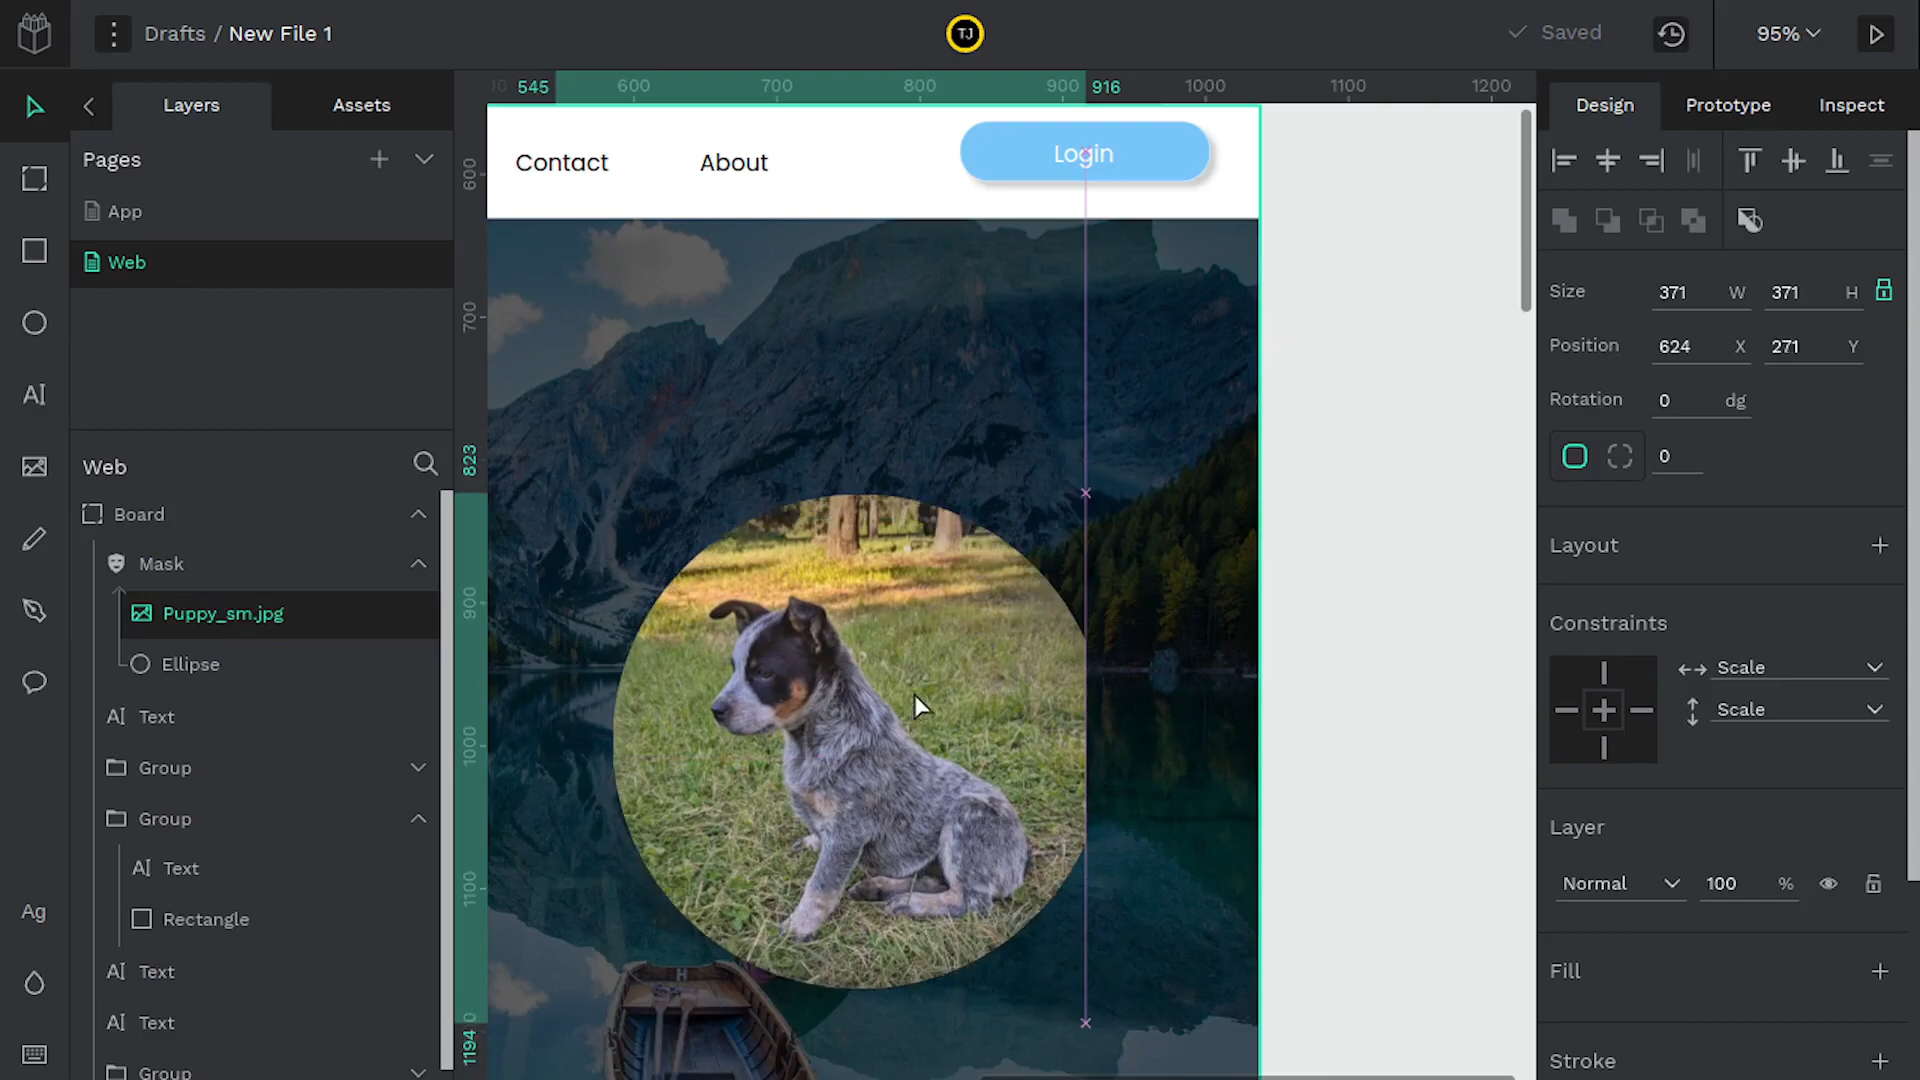 Drafts / New File 1
TJ
Saved
95%
Layers
Assets
545
600
700
800
900
916
1000
1100
1200
Design
Prototype
Inspect
Pages
App
Web
Contact
About
Login
600
700
823
900
1000
1100
1194
Size
371 W
371 H
Position
624 X
271 Y
Rotation
0 dg
0
Web
Board
Mask
Puppy_sm.jpg
Ellipse
Text
Group
Group
Text
Rectangle
Text
Text
Group
AI
Ag
H
Layout
Constraints
Scale
Scale
Layer
Normal
100 %
Fill
Stroke